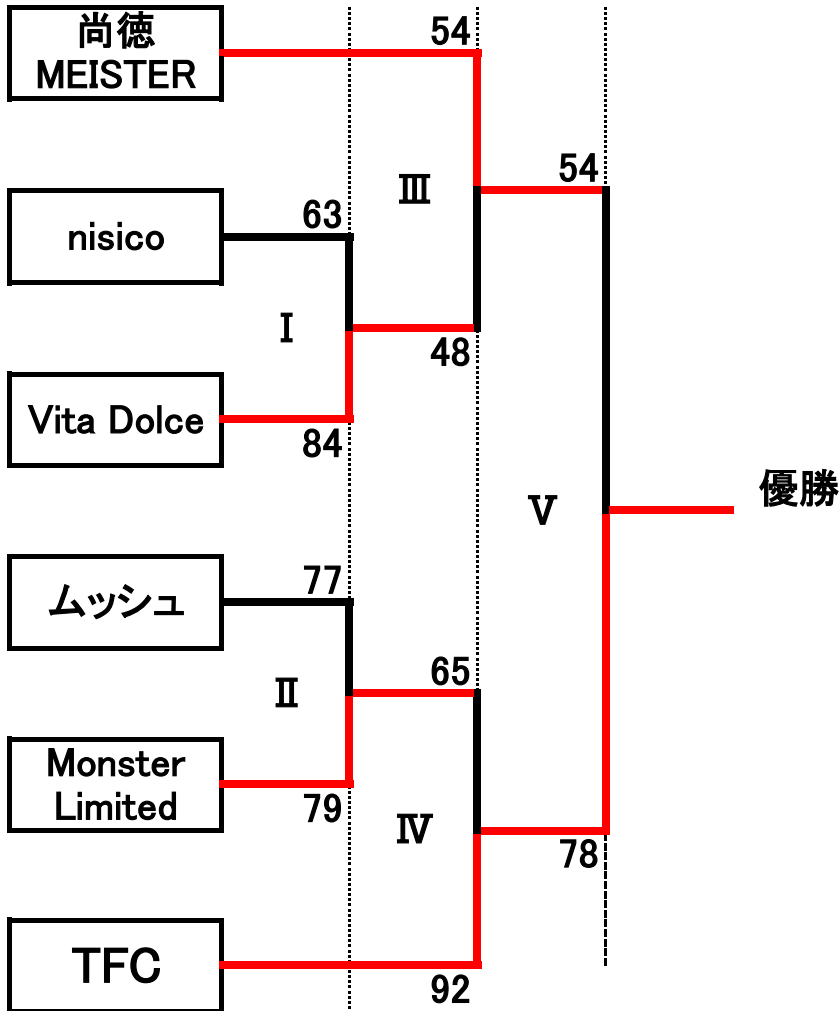 尚徳
MEISTER
54
Ⅲ
54
63
nisico
Ⅰ
48
Vita Dolce
84
優勝
Ⅴ
77
ムッシュ
65
Ⅱ
Monster
Limited
79
Ⅳ
78
TFC
92